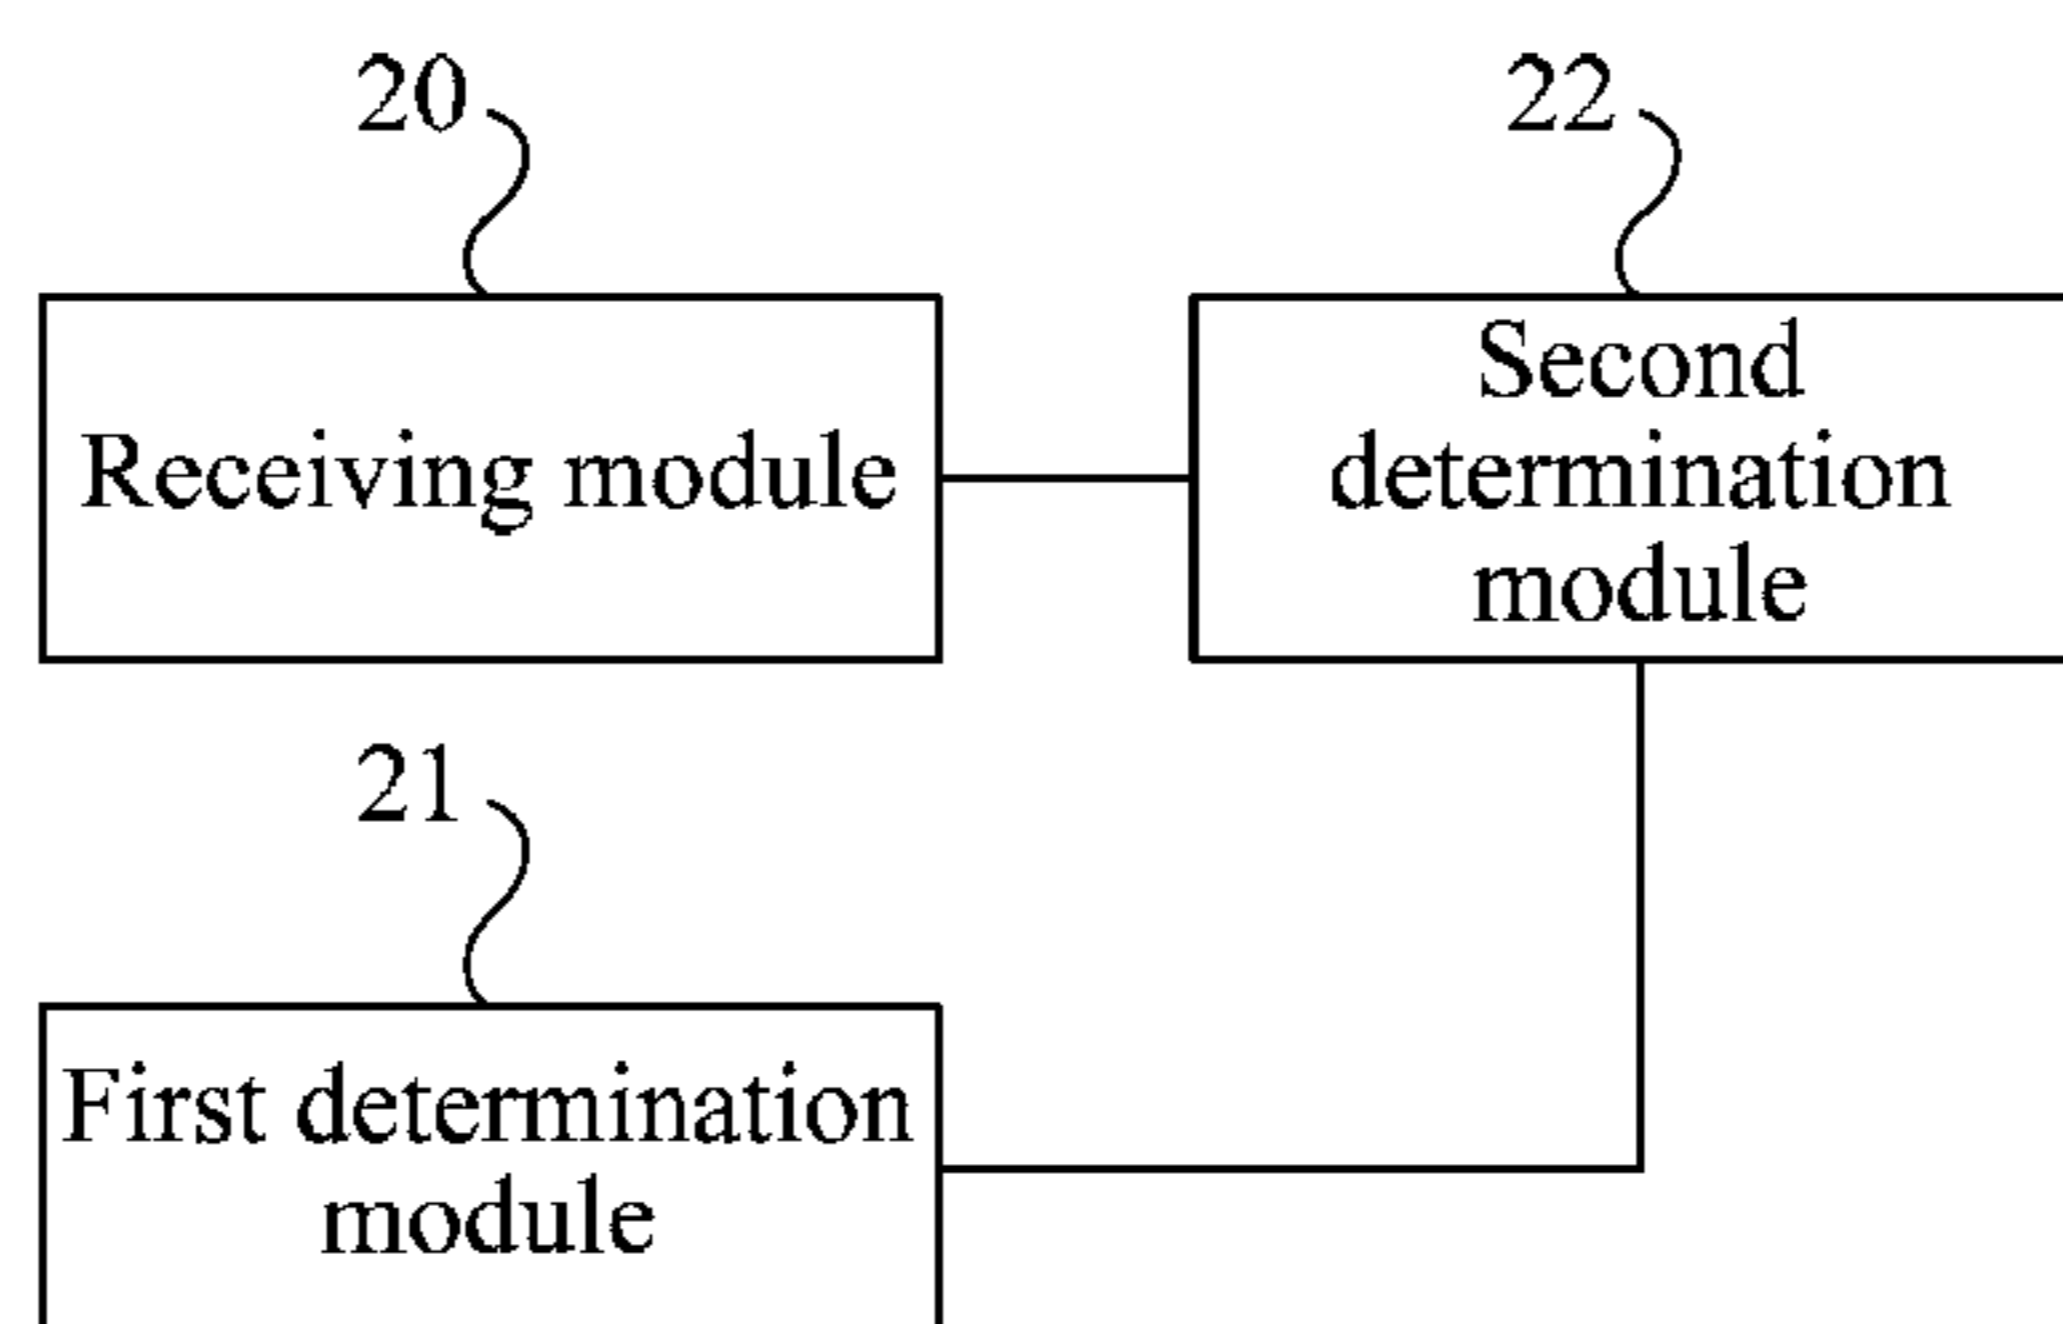 20
22
Receiving module
Second
determination
module
21
First determination
module